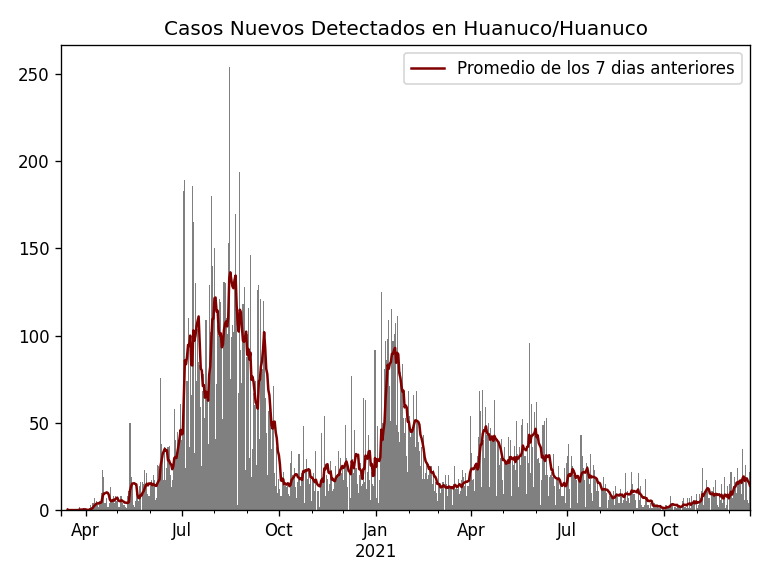 Casos Nuevos Detectados en Huanuco/Huanuco
Promedio de los 7 dias anteriores
250
200
150
100
50
0
Apr Jul Oct Jan Apr Jul Oct
2021